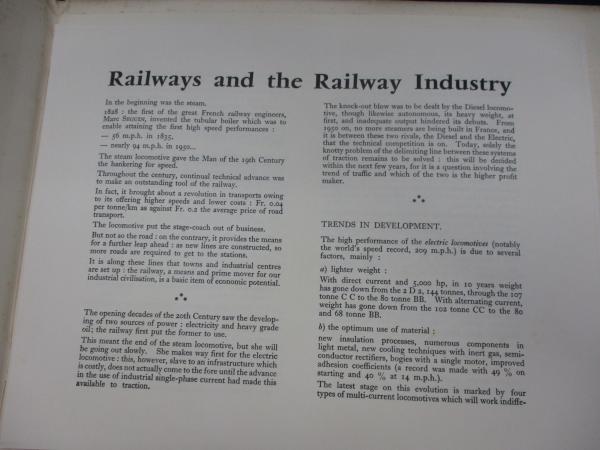 Railways and the Railway Industry
In the beginning was the steam.
1828 : the first of the great French railway engineers,
Marc SEGUIN, invented the tubular boiler which was to
enable attaining the first high speed performances :
— 56 m.p.h. in 1835,
— nearly 94 m.p.h. in 1950...
The steam locomotive gave the Man of the 19th Century
the hankering for speed.
Throughout the century, continual technical advance was
to make an outstanding tool of the railway.
In fact, it brought about a revolution in transports owing
to its offering higher speeds and lower costs : Fr. 0.04
per tonne/km as against Fr. 0.2 the average price of road
transport.
The locomotive put the stage-coach out of business.
But not so the road : on the contrary, it provides the means
for a further leap ahead : as new lines are constructed, so
more roads are required to get to the stations.
It is along these lines that towns and industrial centres
are set up : the railway, a means and prime mover for our
industrial civilisation, is a basic item of economic potential.
The opening decades of the 20th Century saw the develop-
ing of two sources of power : electricity and heavy grade
oil; the railway first put the former to use.
This meant the end of the steam locomotive, but she will
be going out slowly. She makes way first for the electric
locomotive : this, however, slave to an infrastructure which
is costly, does not actually come to the fore until the advance
in the use of industrial single-phase current had made this
available to traction.
The knock-out blow was to be dealt by the Diesel locomo-
tive, though likewise autonomous, its heavy weight, at
first, and inadequate output hindered its debuts. From
1950 on, no more steamers are being built in France, and
it is between these two rivals, the Diesel and the Electric,
that the technical competition is on. Today, solely the
knotty problem of the delimiting line between these systems
of traction remains to be solved : this will be decided
within the next few years, for it is a question involving the
trend of traffic and which of the two is the higher profit
maker.
TRENDS IN DEVELOPMENT.
The high performance of the electric locomotives (notably
the world's speed record, 209 m.p.h.) is due to several
factors, mainly :
a) lighter weight :
With direct current and 5,000 hp, in 10 years weight
has gone down from the 2 D 2, 144 tonnes, through the 107
tonne C C to the 80 tonne BB. With alternating current,
weight has gone down from the 102 tonne CC to the 80
and 68 tonne BB.
b) the optimum use of material :
new insulation processes, numerous components in
light metal, new cooling techniques with inert gas, semi-
conductor rectifiers, bogies with a single motor, improved
adhesion coefficients (a record was made with 49 % on
starting and 40 % at 14 m.p.h.).
The latest stage on this evolution is marked by four
types of multi-current locomotives which will work indiffe-